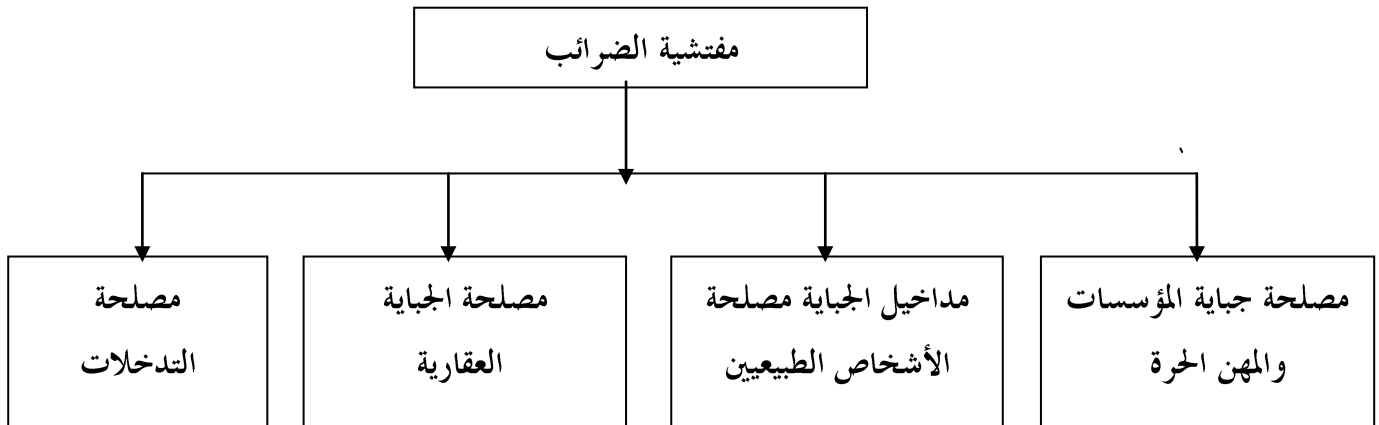 مفتشية الضرائب
مصلحة جباية المؤسسات
والمهن الحرة
مداخيل الجباية مصلحة
الأشخاص الطبيعيين
مصلحة الجباية
العقارية
مصلحة
التدخلات